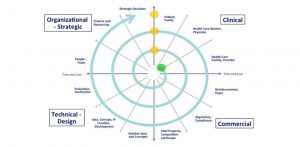 Strategic Decisions
Organizational
- Strategic
Finance and
Resourcing
Patient,
Family
Clinical
Health Care Worker,
Physician
People -
Team
Health Care
Facility, Provider
Time and Cost
Time and Cost
Evaluation,
Verification
Reimbursement,
Payer
Technical -
Design
Idea, Concept, IP
Creation,
Development
Regulatory,
Compliance
Commercial
Solution Spec
and Concept
Intel Property,
Competitive
Landscape